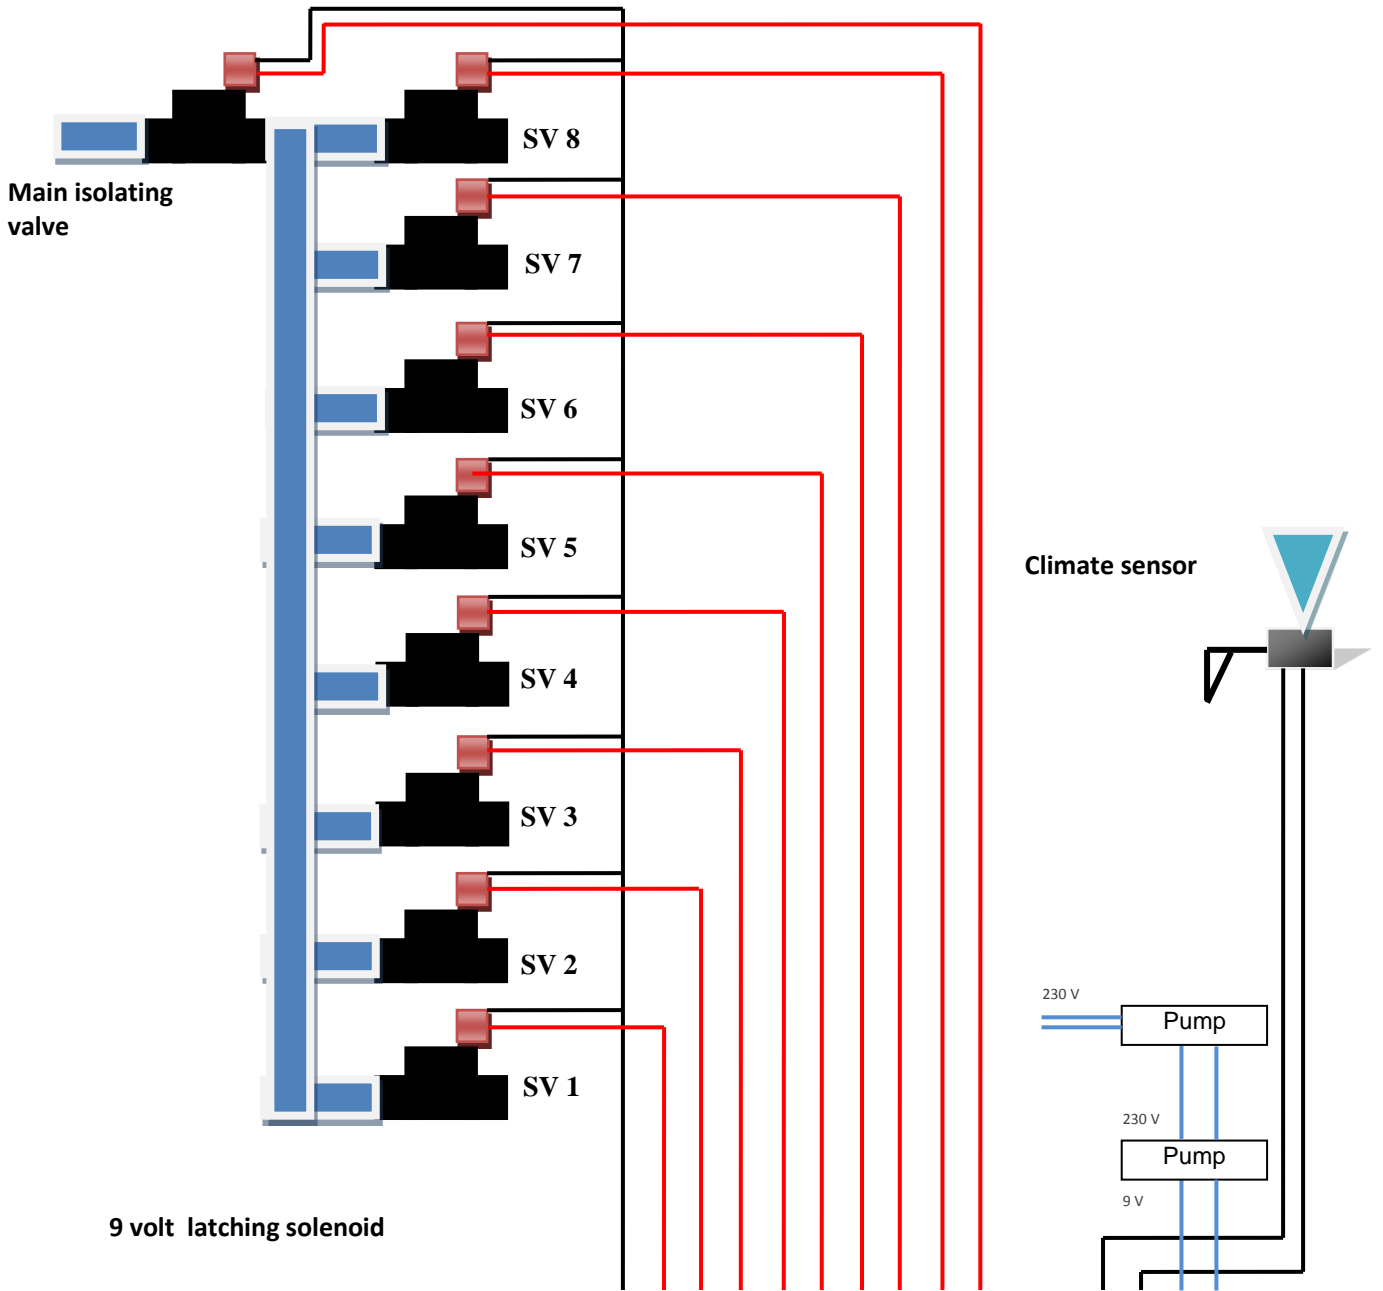 SV 8
Main isolating
valve
SV 7
SV 6
SV 5
Climate sensor
SV 4
SV 3
SV 2
230 V
Pump
SV 1
230 V
Pump
9 V
9 volt  latching solenoid